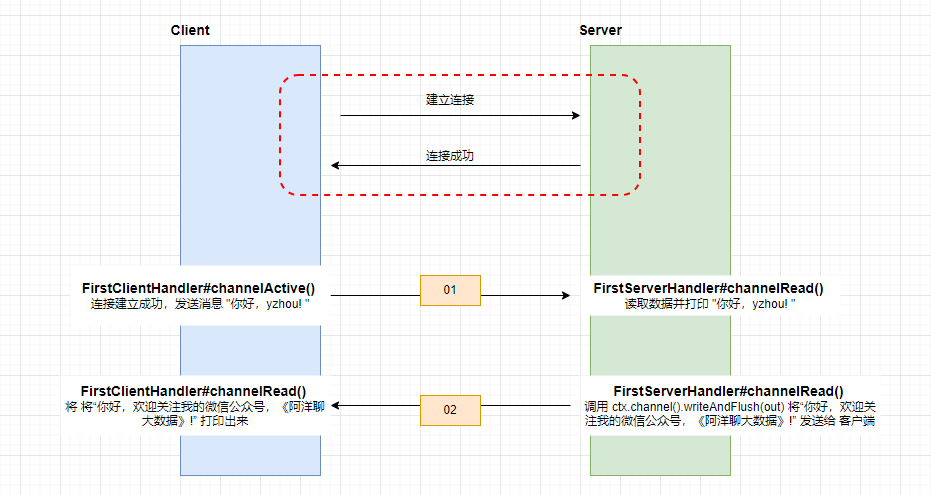 Client
Server
建立连接
连接成功
FirstClientHandler#channelActive()
连接建立成功，发送消息 "你好，yzhou! "
01
FirstServerHandler#channelRead()
读取数据并打印 "你好，yzhou! "
FirstClientHandler#channelRead()
将 将“你好，欢迎关注我的微信公众号，《阿洋聊
大数据》!” 打印出来
02
FirstServerHandler#channelRead()
调用 ctx.channel().writeAndFlush(out) 将“你好，欢迎关
注我的微信公众号，《阿洋聊大数据》!” 发送给 客户端